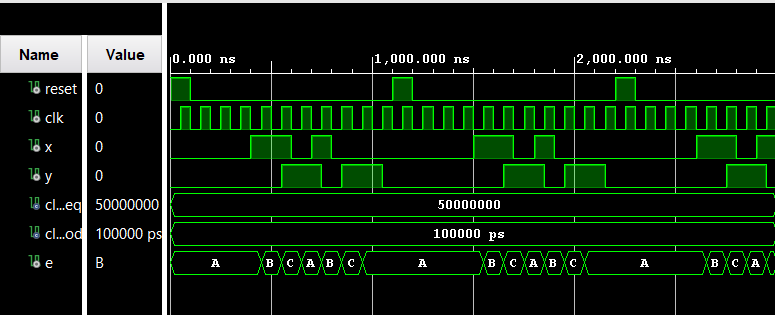 Name Value 0.000 ns 1,000.000 ns 2,000.000 ns
reset 0
clk 0
x 0
y 0
cl...eq 50000000 50000000
cl...od 100000 ps 100000 ps
e B A B C A B C A B C A B C A B C A